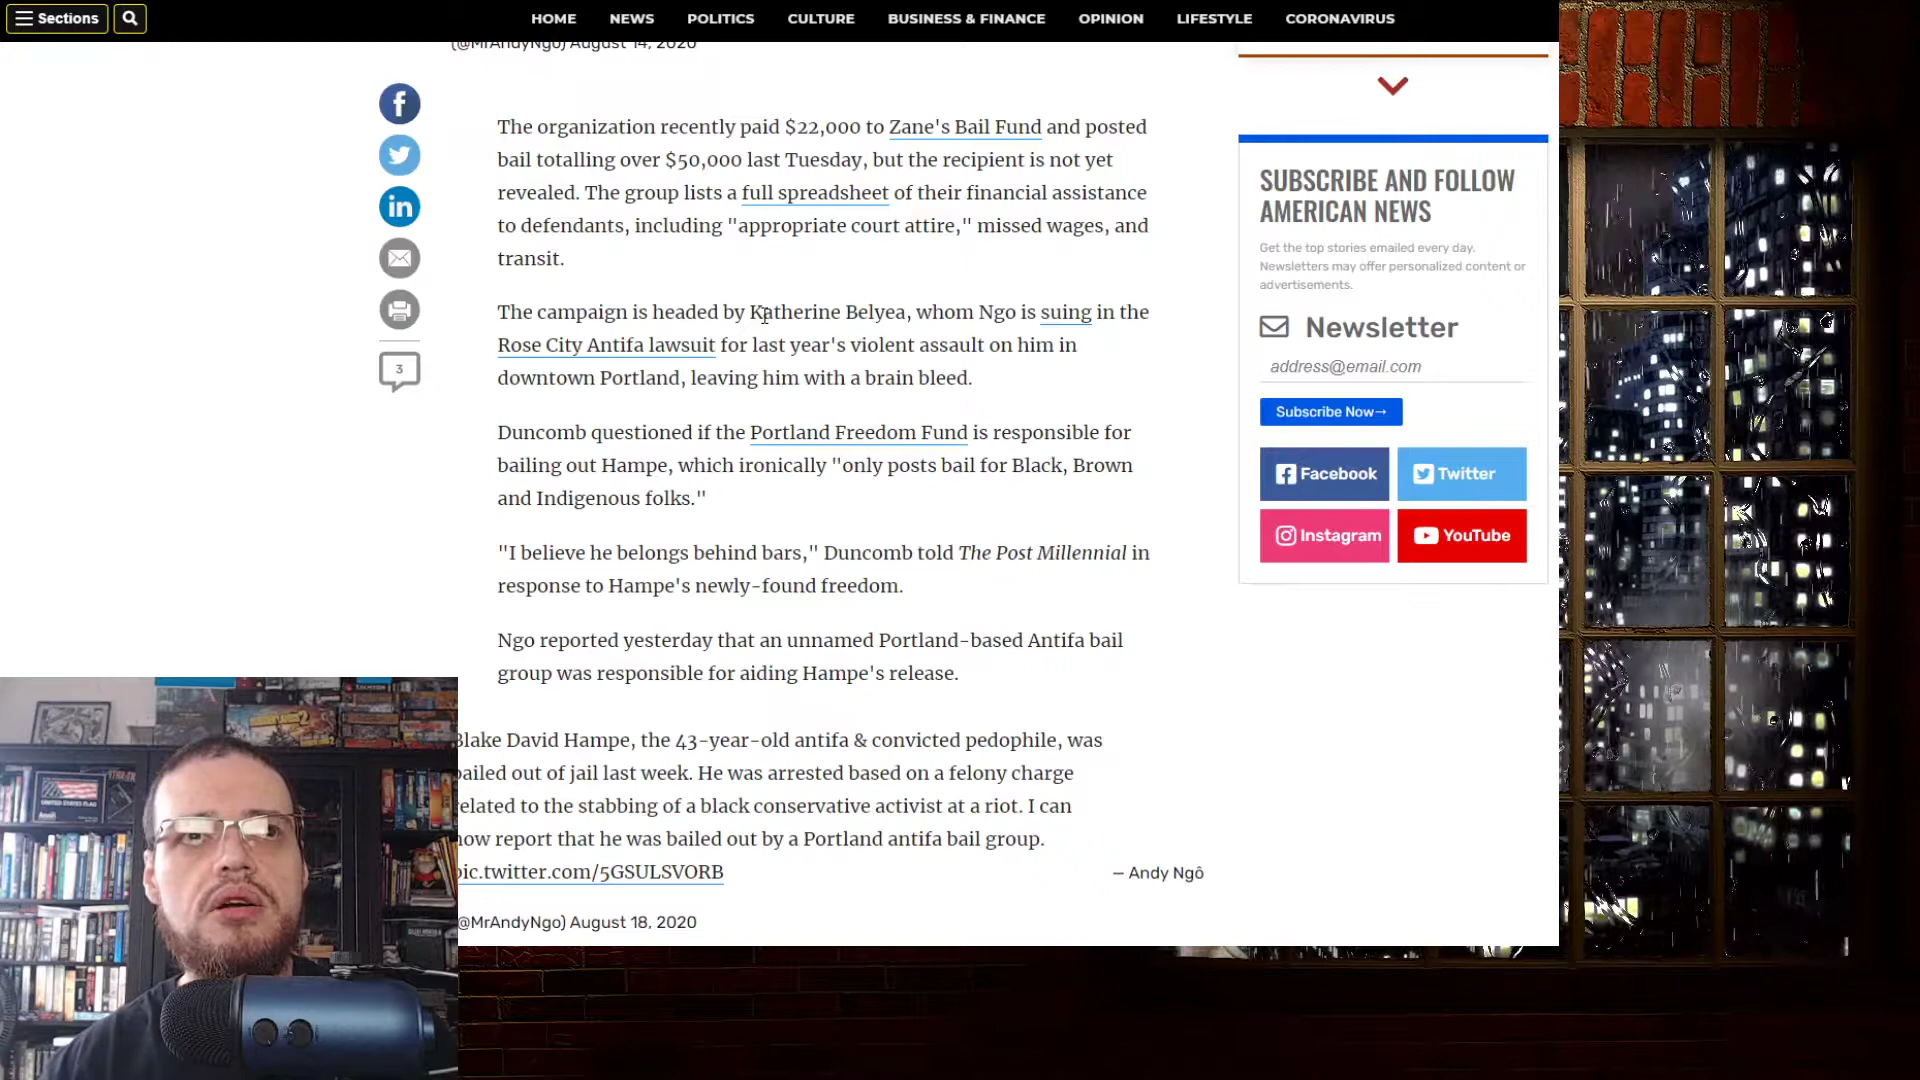 Sections
HOME NEWS POLITICS CULTURE BUSINESS & FINANCE OPINION LIFESTYLE CORONAVIRUS
(@MrAndyNgo) August 14, 2020
The organization recently paid $22,000 to Zane's Bail Fund and posted
bail totalling over $50,000 last Tuesday, but the recipient is not yet
revealed. The group lists a full spreadsheet of their financial assistance
to defendants, including "appropriate court attire," missed wages, and
transit.
The campaign is headed by Katherine Belyea, whom Ngo is suing in the
Rose City Antifa lawsuit for last year's violent assault on him in
downtown Portland, leaving him with a brain bleed.
Duncomb questioned if the Portland Freedom Fund is responsible for
bailing out Hampe, which ironically "only posts bail for Black, Brown
and Indigenous folks."
"I believe he belongs behind bars," Duncomb told The Post Millennial in
response to Hampe's newly-found freedom.
Ngo reported yesterday that an unnamed Portland-based Antifa bail
group was responsible for aiding Hampe's release.
Blake David Hampe, the 43-year-old antifa & convicted pedophile, was
bailed out of jail last week. He was arrested based on a felony charge
related to the stabbing of a black conservative activist at a riot. I can
now report that he was bailed out by a Portland antifa bail group.
pic.twitter.com/5GSULSVORB
— Andy Ngô
@MrAndyNgo) August 18, 2020
3
SUBSCRIBE AND FOLLOW
AMERICAN NEWS
Get the top stories emailed every day.
Newsletters may offer personalized content or
advertisements.
Newsletter
address@email.com
Subscribe Now→
Facebook
Twitter
Instagram
YouTube
UNITED STATES FLAG